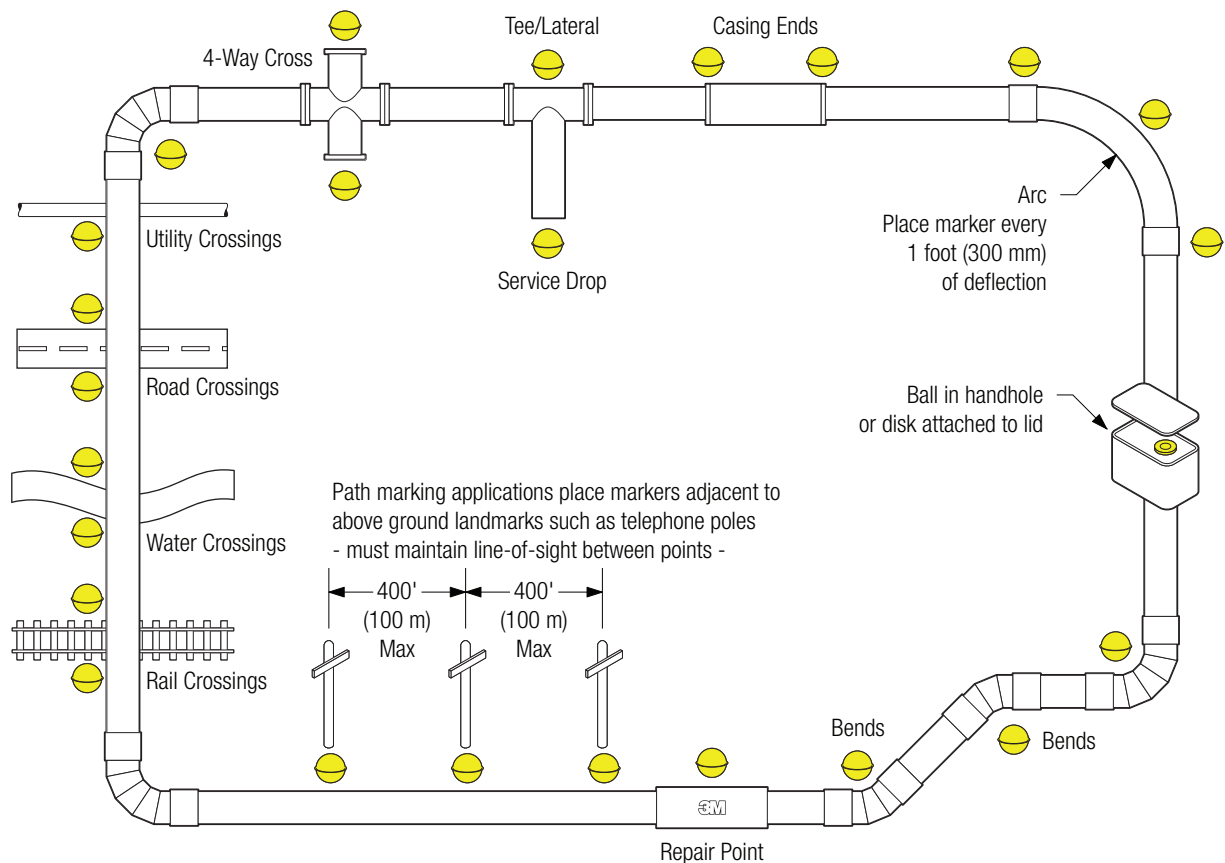 Tee/Lateral
Casing Ends
4-Way Cross
Arc
Place marker every
1 foot (300 mm)
of deflection
Utility Crossings
Service Drop
Road Crossings
Ball in handhole
or disk attached to lid
Path marking applications place markers adjacent to
above ground landmarks such as telephone poles
- must maintain line-of-sight between points -
Water Crossings
400'
(100 m)
Max
400'
(100 m)
Max
Rail Crossings
Bends
Bends
3M
Repair Point